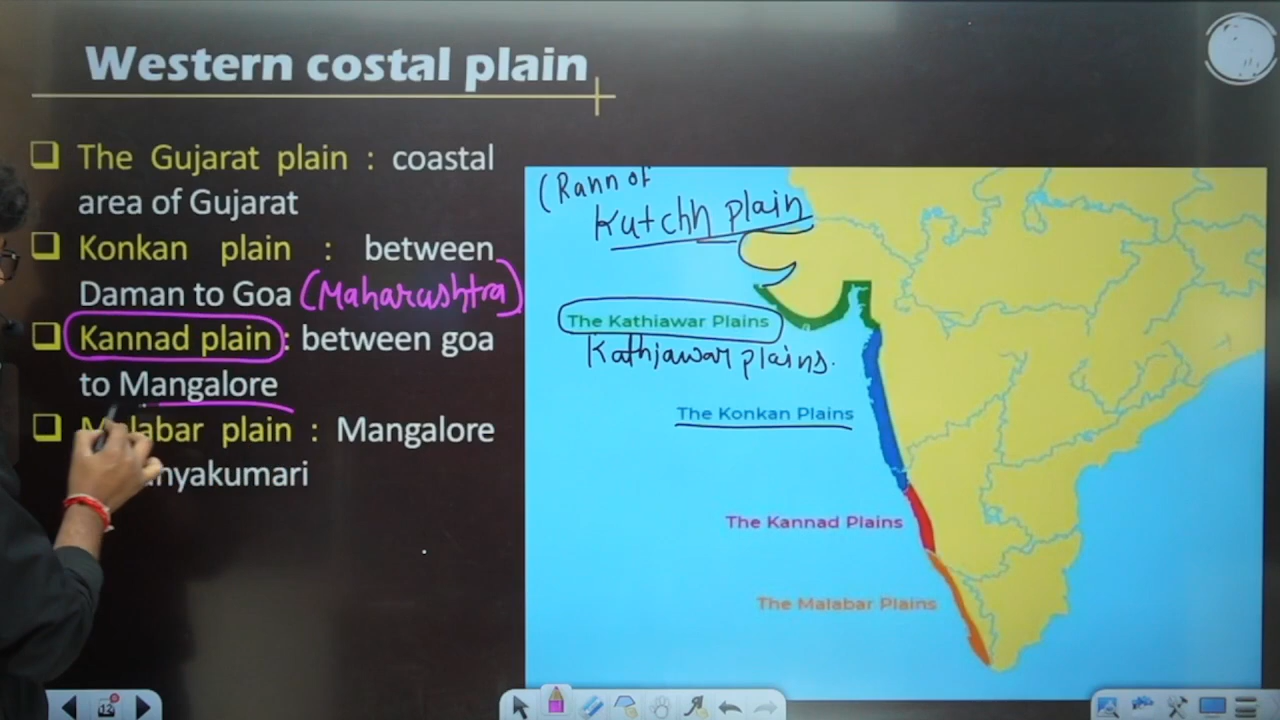 Western costal plain
The Gujarat plain : coastal
area of Gujarat
Konkan plain : between
Daman to Goa (Maharashtra)
Kannad plain : between goa
to Mangalore
plain : Mangalore
(Rann of
Kutchh plain
The Kathiawar Plains
Kathiawar plains.
The Konkan Plains
The Kannad Plains
The Malabar Plains